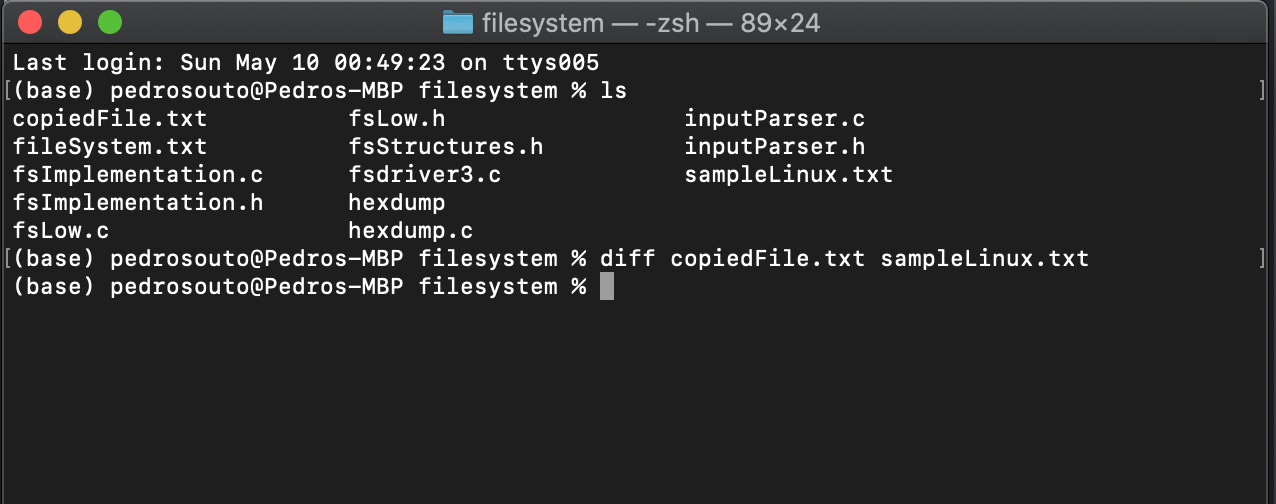 filesystem — -zsh — 89×24
Last login: Sun May 10 00:49:23 on ttys005
[(base) pedrosouto@Pedros-MBP filesystem % ls ]
copiedFile.txt fsLow.h inputParser.c
fileSystem.txt fsStructures.h inputParser.h
fsImplementation.c fsdriver3.c sampleLinux.txt
fsImplementation.h hexdump
fsLow.c hexdump.c
[(base) pedrosouto@Pedros-MBP filesystem % diff copiedFile.txt sampleLinux.txt ]
(base) pedrosouto@Pedros-MBP filesystem %